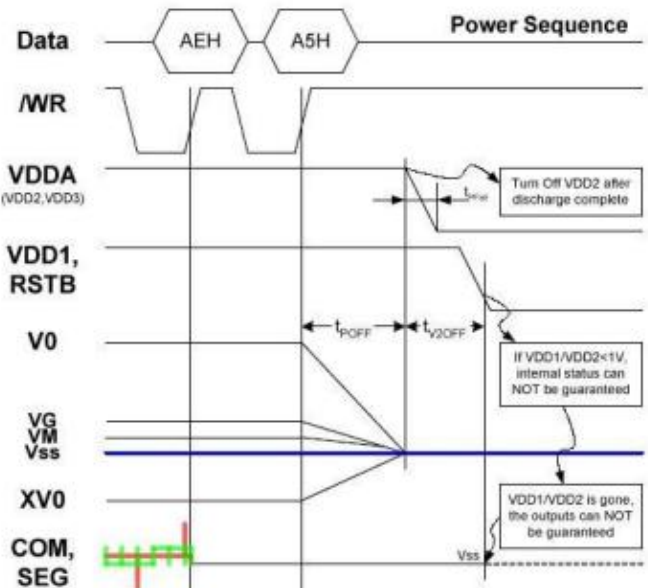 Power Sequence
Data
AEH
A5H
/WR
VDDA
(VDD2,VDD3)
Turn Off VDD2 after
discharge complete
VDD1,
RSTB
tPOFF
tV2OFF
V0
If VDD1/VDD2<1V,
internal status can
NOT be guaranteed
VG
VM
Vss
XV0
VDD1/VDD2 is gone,
the outputs can NOT
be guaranteed
COM,
SEG
Vss